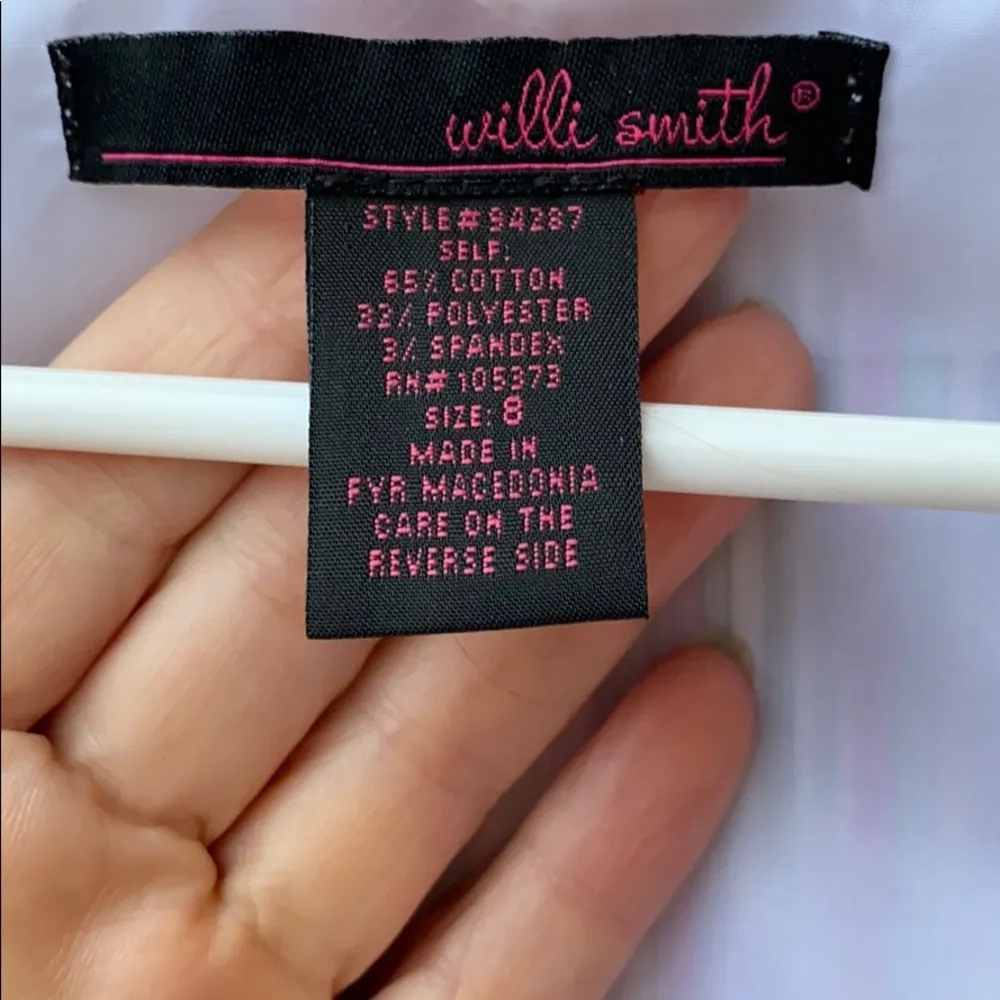 willi smith®
STYLE# 94287
SELF:
65% COTTON
POLYESTER
3% SPANDEX
RN# 105373
SIZE: 8
MADE IN
FYR MACEDONIA
CARE ON THE
REVERSE SIDE